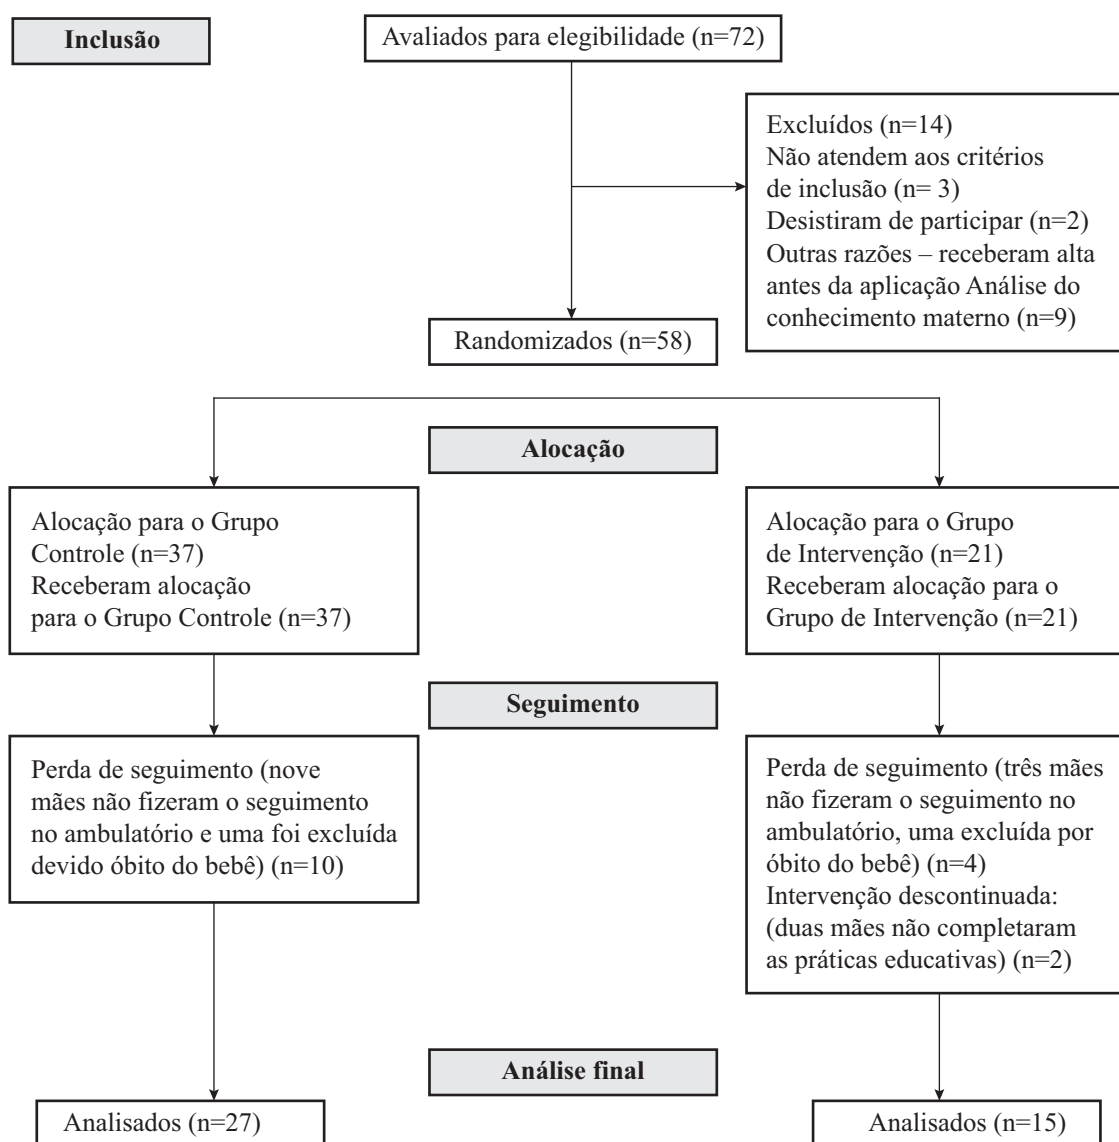 Inclusão
Avaliados para elegibilidade (n=72)
Excluídos (n=14)
Não atendem aos critérios
de inclusão (n= 3)
Desistiram de participar (n=2)
Outras razões – receberam alta
antes da aplicação Análise do
conhecimento materno (n=9)
Randomizados (n=58)
Alocação
Alocação para o Grupo
Controle (n=37)
Receberam alocação
para o Grupo Controle (n=37)
Alocação para o Grupo
de Intervenção (n=21)
Receberam alocação para o
Grupo de Intervenção (n=21)
Seguimento
Perda de seguimento (nove
mães não fizeram o seguimento
no ambulatório e uma foi excluída
devido óbito do bebê) (n=10)
Perda de seguimento (três mães
não fizeram o seguimento no
ambulatório, uma excluída por
óbito do bebê) (n=4)
Intervenção descontinuada:
(duas mães não completaram
as práticas educativas) (n=2)
Análise final
Analisados (n=27)
Analisados (n=15)